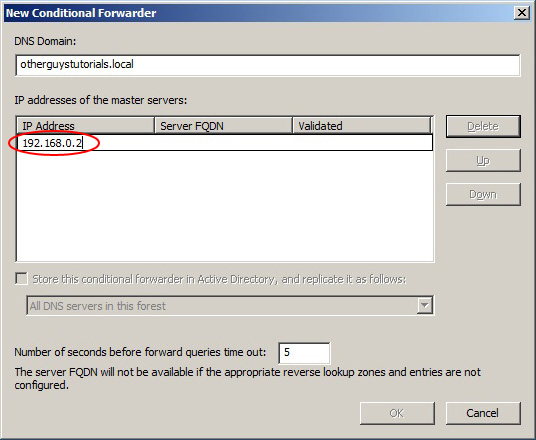 New Conditional Forwarder
DNS Domain:
otherguystutorials.local
IP addresses of the master servers:
IP Address Server FQDN Validated
192.168.0.2
Delete
Up
Down
Store this conditional forwarder in Active Directory, and replicate it as follows:
All DNS servers in this forest
Number of seconds before forward queries time out: 5
The server FQDN will not be available if the appropriate reverse lookup zones and entries are not
configured.
OK Cancel